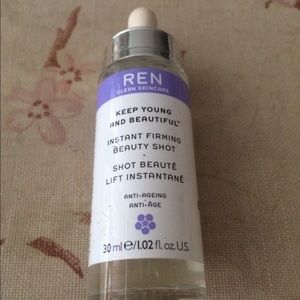 REN
CLEAN SKINCARE
KEEP YOUNG
AND BEAUTIFUL™
INSTANT FIRMING
BEAUTY SHOT
•
SHOT BEAUTÉ
LIFT INSTANTANÉ
ANTI-AGEING
ANTI-ÂGE
30 ml ℮/1.02 fl. oz. U.S.